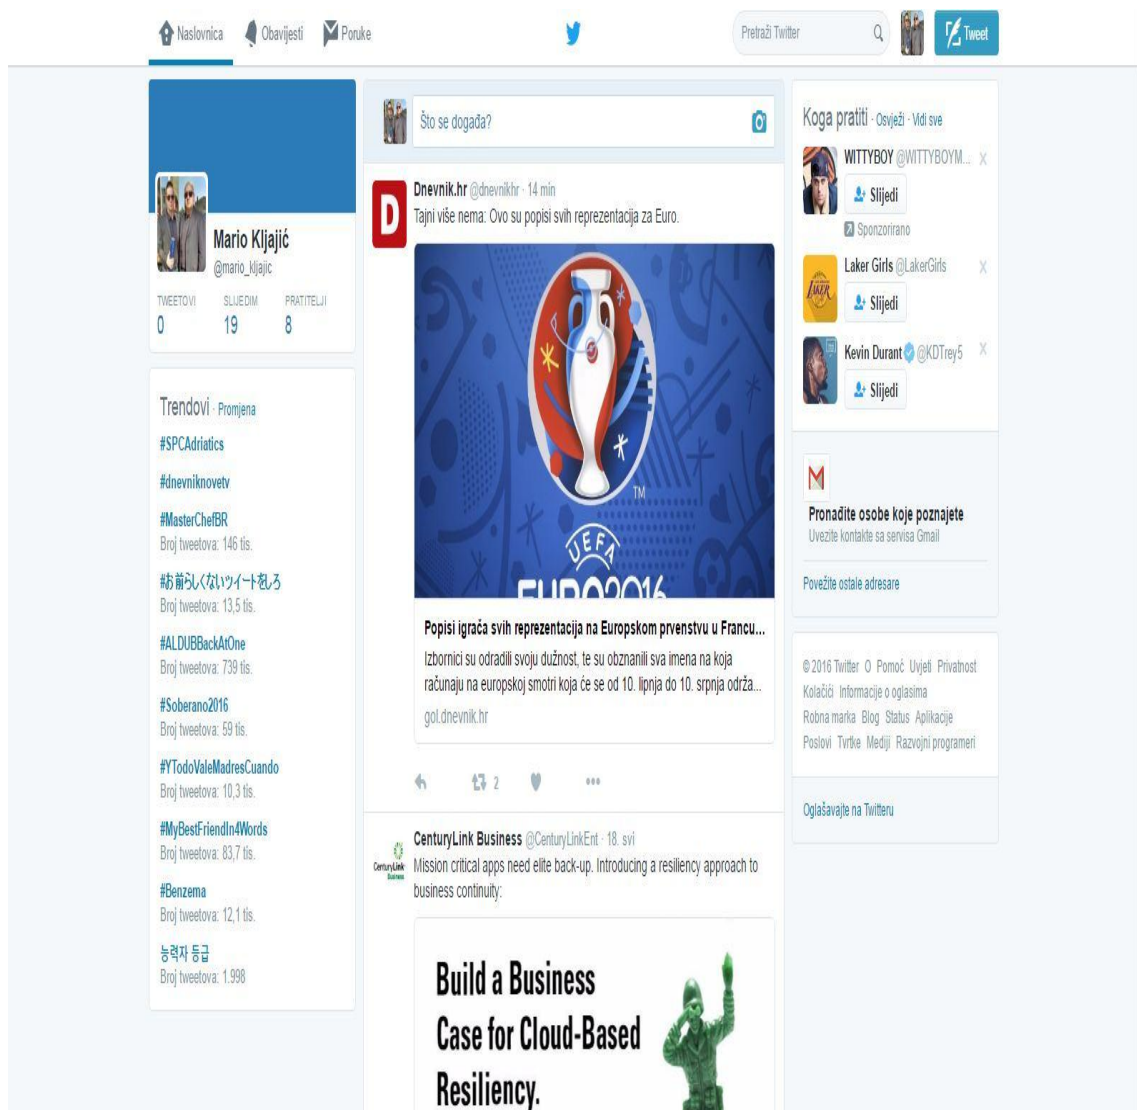 Naslovnica Obavijesti Poruke
Pretraži Twitter
Tweet
Mario Kljajić
@mario_kljajic
TWEETOVI SLIJEDIM PRATITELJI
0 19 8
Trendovi · Promjena
#SPCAdriatics
#dnevniknovetv
#MasterChefBR
Broj tweetova: 146 tis.
#お前らしくないツイートをしろ
Broj tweetova: 13,5 tis.
#ALDUBBackAtOne
Broj tweetova: 739 tis.
#Soberano2016
Broj tweetova: 59 tis.
#YTodoValeMadresCuando
Broj tweetova: 10,3 tis.
#MyBestFriendIn4Words
Broj tweetova: 83,7 tis.
#Benzema
Broj tweetova: 12,1 tis.
능력자 등급
Broj tweetova: 1.998
Što se događa?
D
Dnevnik.hr @dnevnikhr · 14 min
Tajni više nema: Ovo su popisi svih reprezentacija za Euro.
TM
UEFA
EURO2016
Popisi igrača svih reprezentacija na Europskom prvenstvu u Francu...
Izbornici su odradili svoju dužnost, te su obznanili sva imena na koja
računaju na europskoj smotri koja će se od 10. lipnja do 10. srpnja održa...
gol.dnevnik.hr
2
CenturyLink
Business
CenturyLink Business @CenturyLinkEnt · 18. svi
Mission critical apps need elite back-up. Introducing a resiliency approach to
business continuity:
Build a Business
Case for Cloud-Based
Resiliency.
Koga pratiti · Osvježi · Vidi sve
WITTYBOY @WITTYBOYM...
Slijedi
Sponzorirano
LAKER
Laker Girls @LakerGirls
Slijedi
Kevin Durant @KDTrey5
Slijedi
Pronađite osobe koje poznajete
Uvezite kontakte sa servisa Gmail
Povežite ostale adresare
© 2016 Twitter O Pomoć Uvjeti Privatnost
Kolačići Informacije o oglasima
Robna marka Blog Status Aplikacije
Poslovi Tvrtke Mediji Razvojni programeri
Oglašavajte na Twitteru